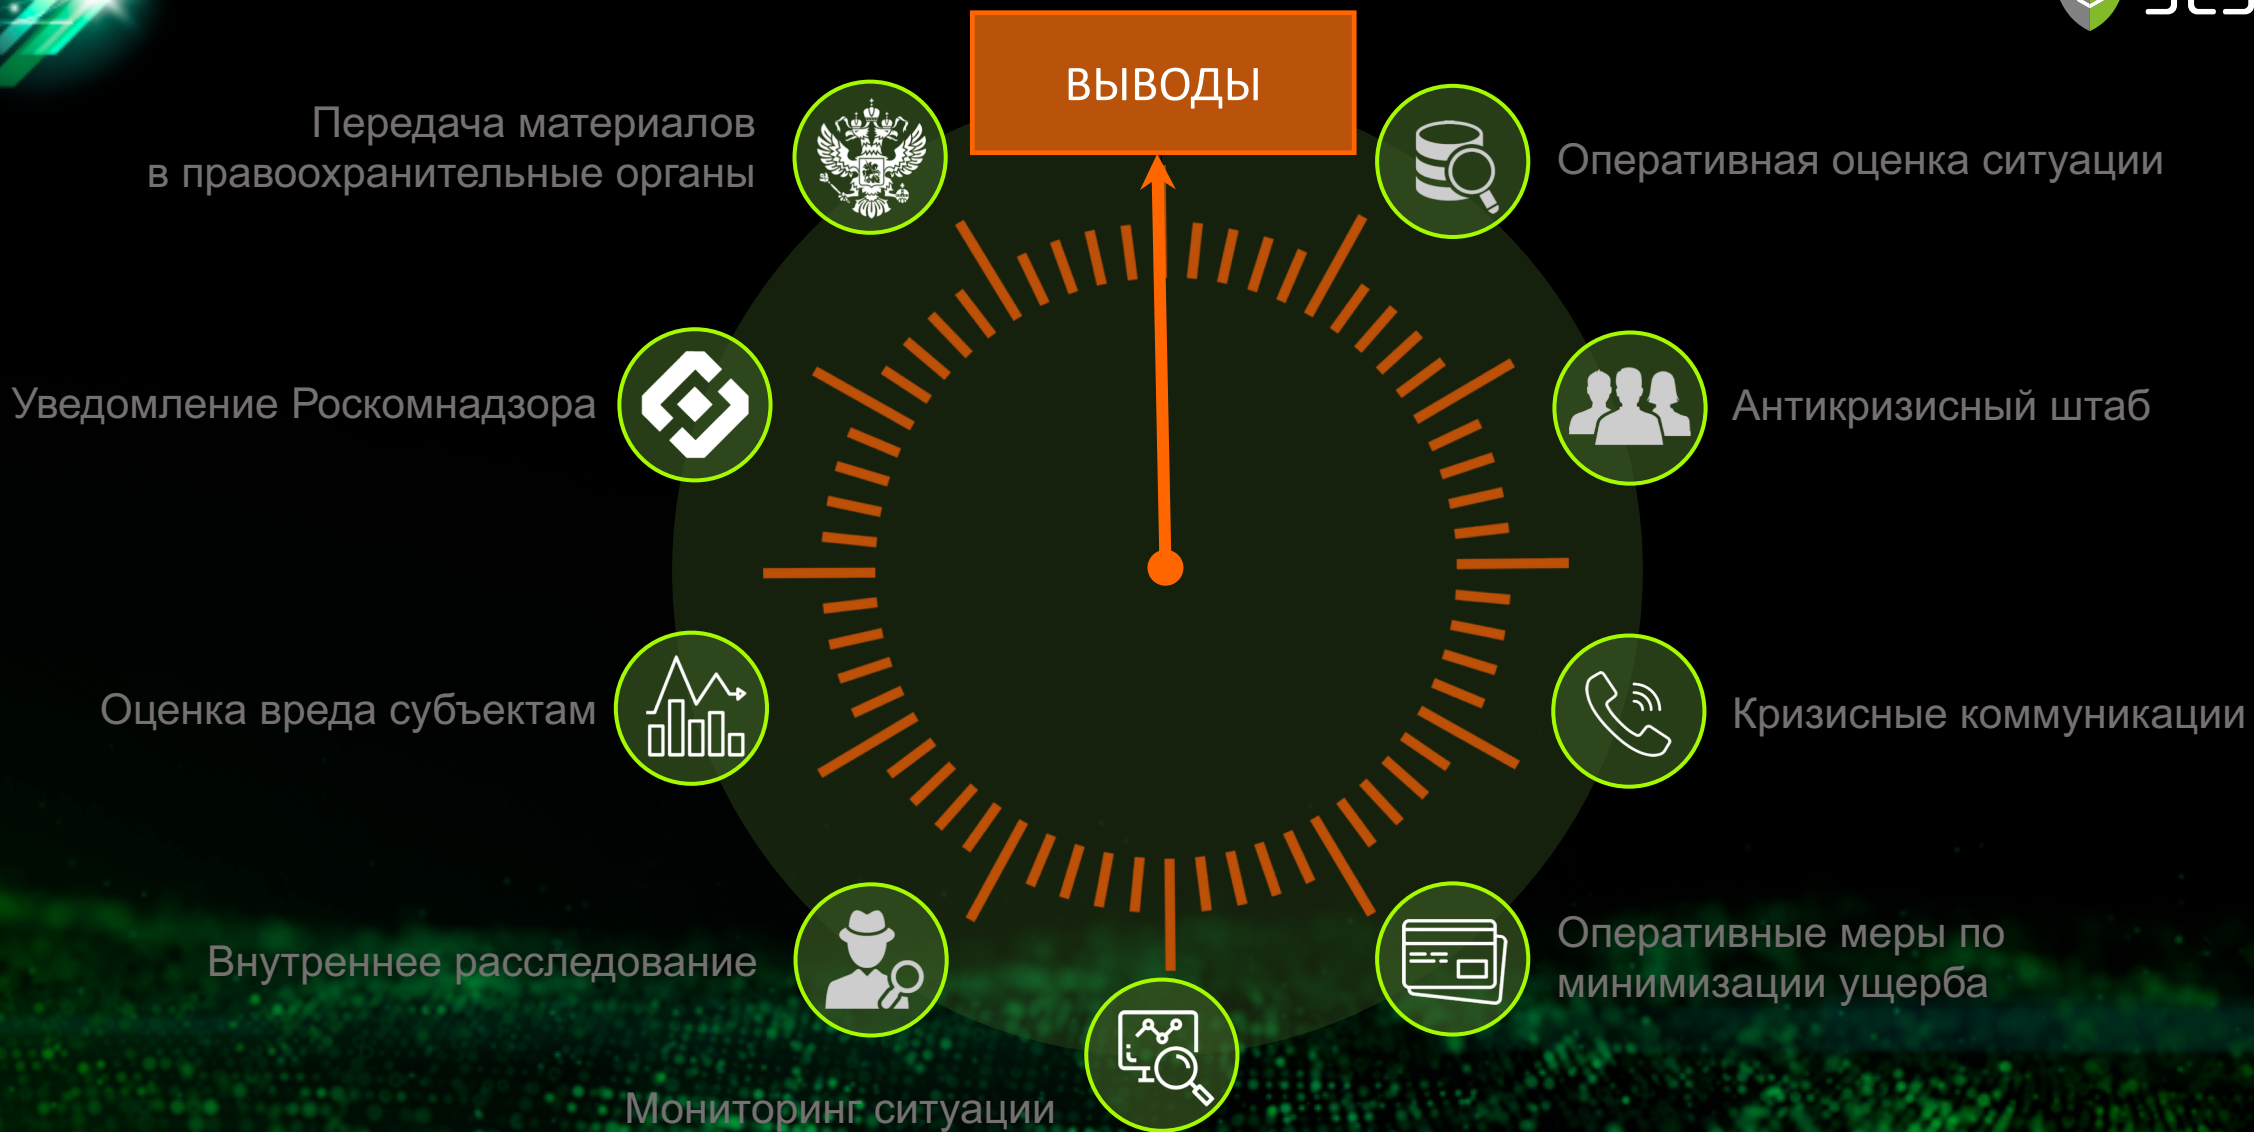 ВЫВОДЫ
Передача материалов
в правоохранительные органы
Оперативная оценка ситуации
Уведомление Роскомнадзора
Антикризисный штаб
Оценка вреда субъектам
Кризисные коммуникации
Внутреннее расследование
Оперативные меры по
минимизации ущерба
Мониторинг ситуации